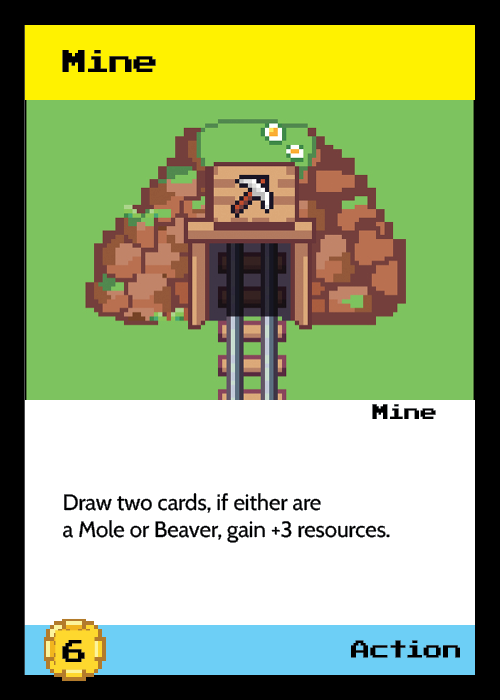 Mine
Mine
Draw two cards, if either are
a Mole or Beaver, gain +3 resources.
6
Action